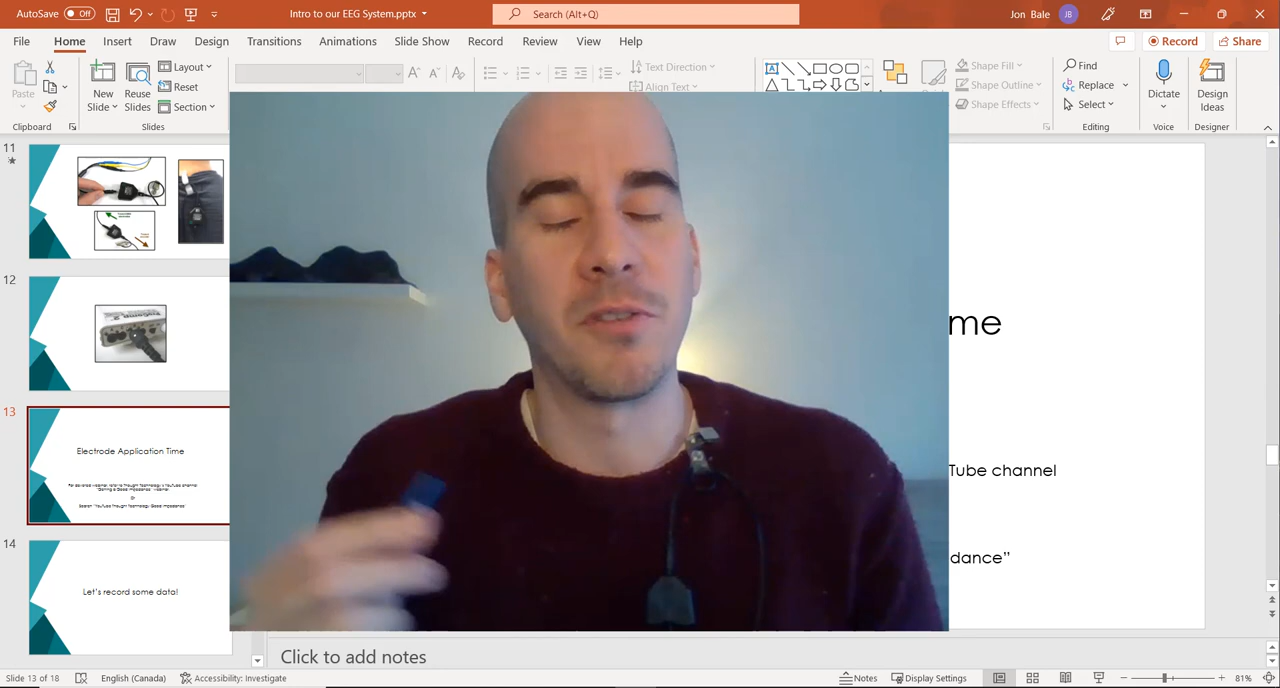 AutoSave Off Intro to our EEG System.pptx Search (Alt+Q) Jon Bale JB
File Home Insert Draw Design Transitions Animations Slide Show Record Review View Help Record Share
Paste
New
Slide
Reuse
Slides
Layout
Reset
Section
Text Direction
Align Text
Shape Fill
Shape Outline
Shape Effects
Find
Replace
Select
Dictate
Design
Ideas
Clipboard Slides Editing Voice Designer
11
12
13
Electrode Application Time
Or
14
Let's record some data!
me
Tube channel
dance"
Click to add notes
Slide 13 of 18 English (Canada) Accessibility: Investigate Notes Display Settings 81%